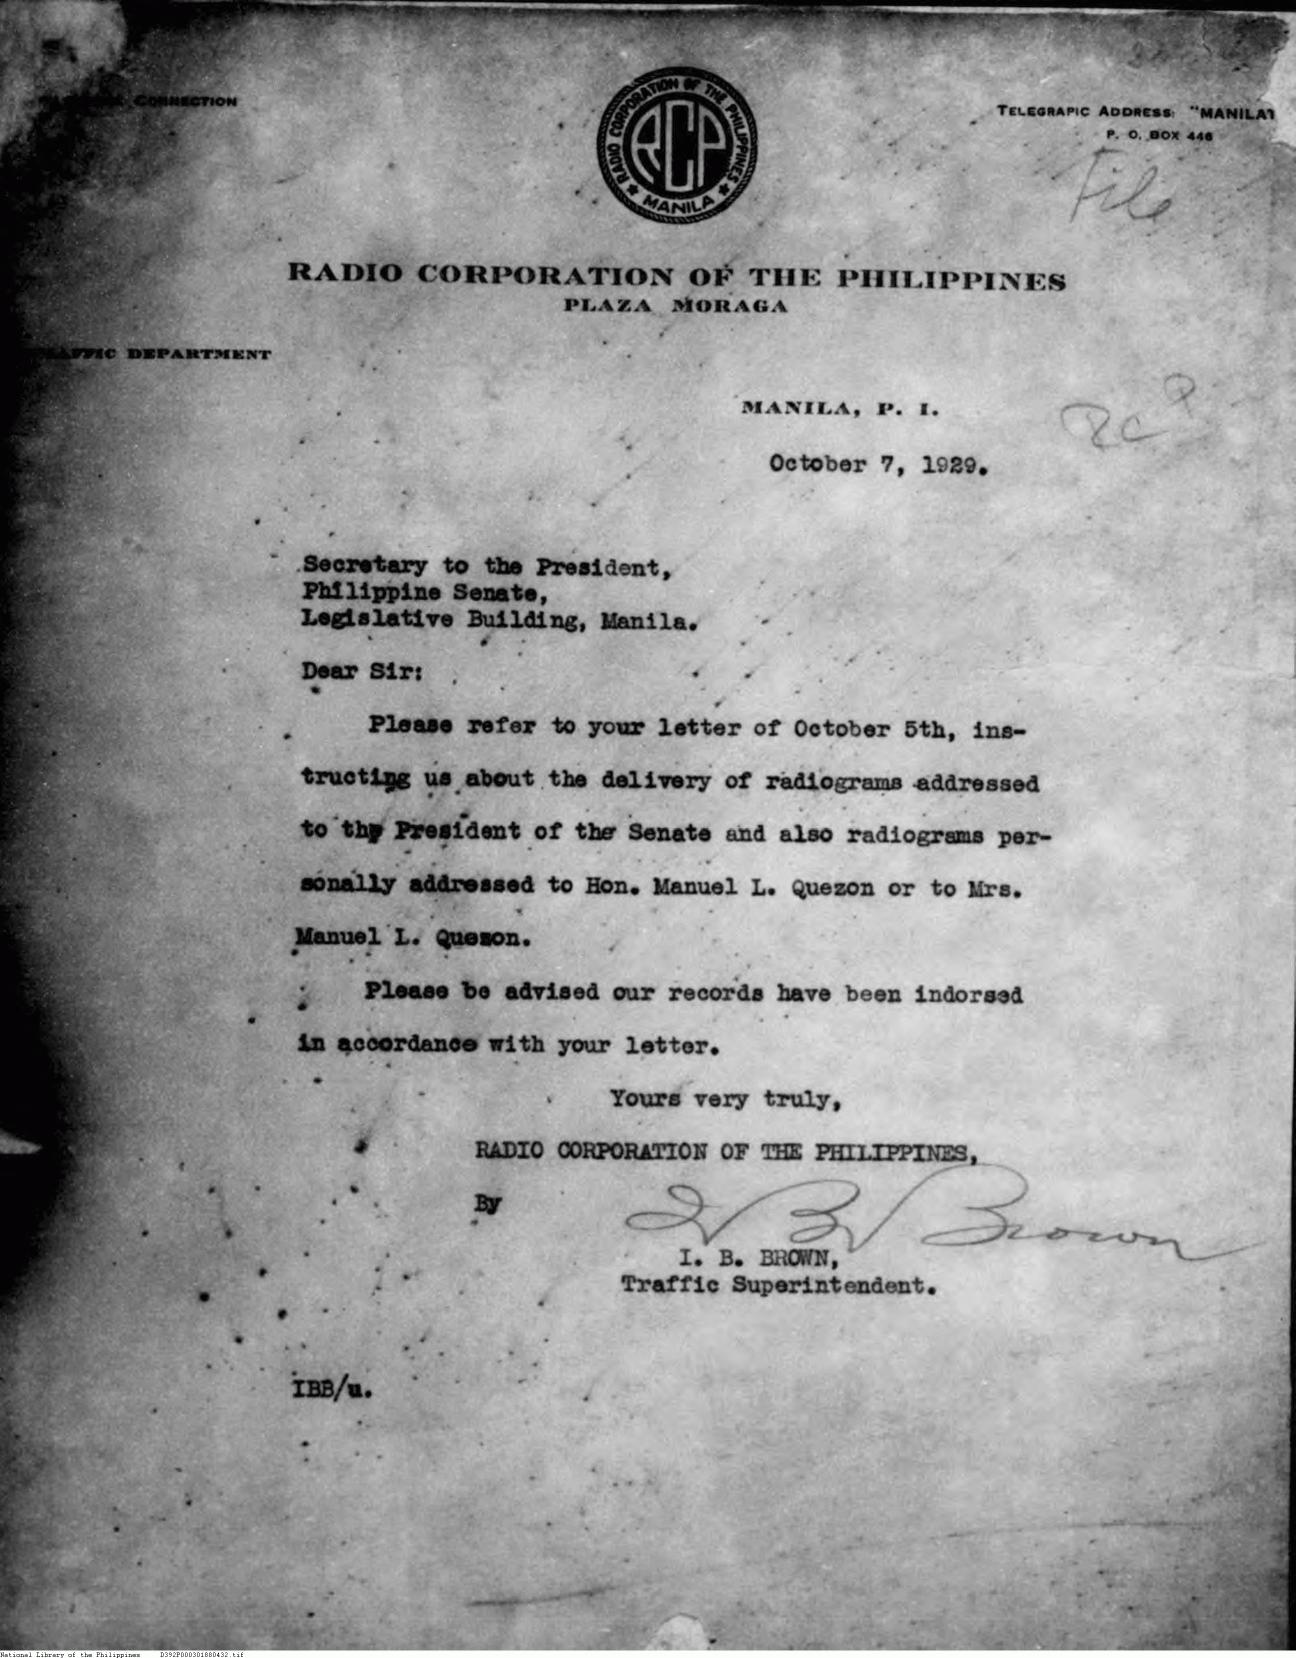 CONNECTION
TELEGRAPIC ADDRESS: "MANILA
P. O. BOX 446
File
RADIO CORPORATION OF THE PHILIPPINES
RCP
MANILA
RADIO CORPORATION OF THE PHILIPPINES
PLAZA MORAGA
TRAFFIC DEPARTMENT
MANILA, P. I.
RCP
October 7, 1929.
Secretary to the President,
Philippine Senate,
Legislative Building, Manila.
Dear Sir:
Please refer to your letter of October 5th, ins-
tructing us about the delivery of radiograms addressed
to the President of the Senate and also radiograms per-
sonally addressed to Hon. Manuel L. Quezon or to Mrs.
Manuel L. Quezon.
Please be advised our records have been indorsed
in accordance with your letter.
Yours very truly,
RADIO CORPORATION OF THE PHILIPPINES,
By
I B Brown
I. B. BROWN,
Traffic Superintendent.
IBB/u.
National Library of the Philippines D392P000301880432.tif